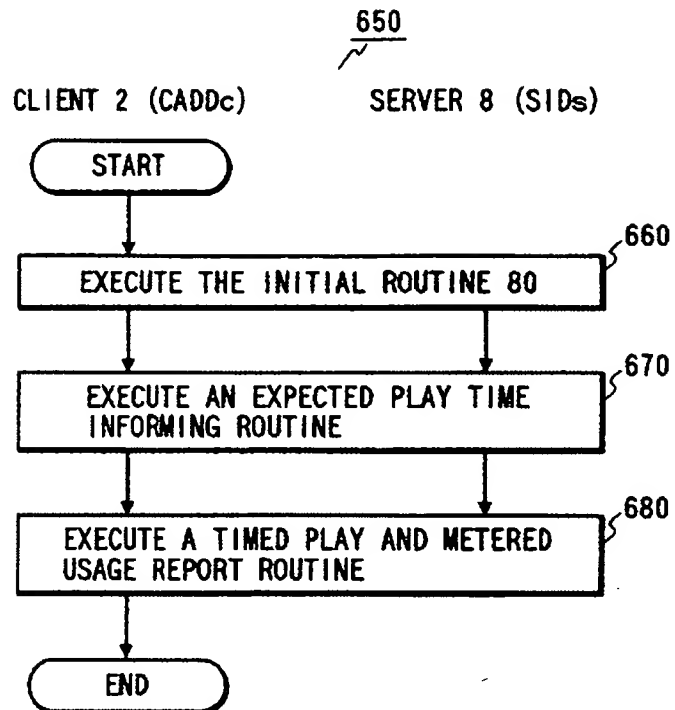 650
CLIENT 2 (CADDc)
SERVER 8 (SIDs)
START
660
EXECUTE THE INITIAL ROUTINE 80
670
EXECUTE AN EXPECTED PLAY TIME
INFORMING ROUTINE
680
EXECUTE A TIMED PLAY AND METERED
USAGE REPORT ROUTINE
END